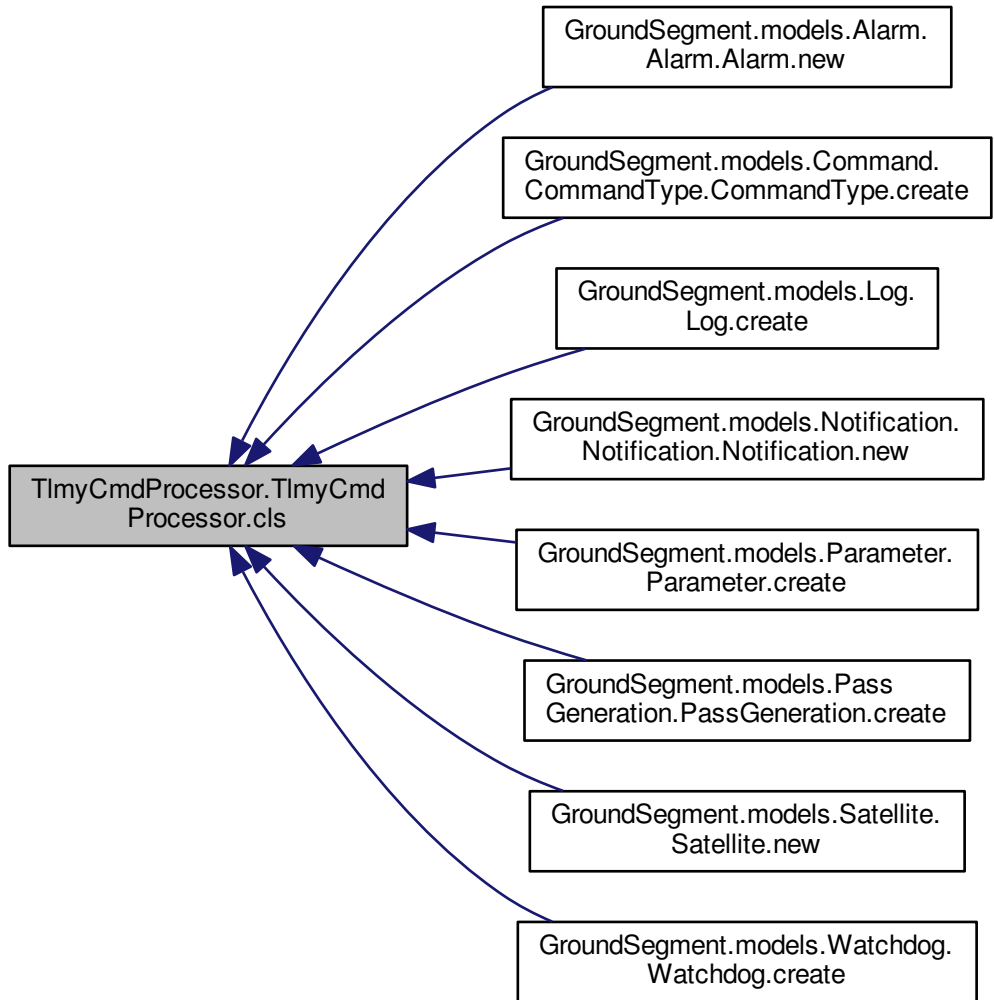 GroundSegment.models.Alarm.
Alarm.Alarm.new
GroundSegment.models.Command.
CommandType.CommandType.create
GroundSegment.models.Log.
Log.create
GroundSegment.models.Notification.
Notification.Notification.new
TlmyCmdProcessor.TlmyCmd
Processor.cls
GroundSegment.models.Parameter.
Parameter.create
GroundSegment.models.Pass
Generation.PassGeneration.create
GroundSegment.models.Satellite.
Satellite.new
GroundSegment.models.Watchdog.
Watchdog.create